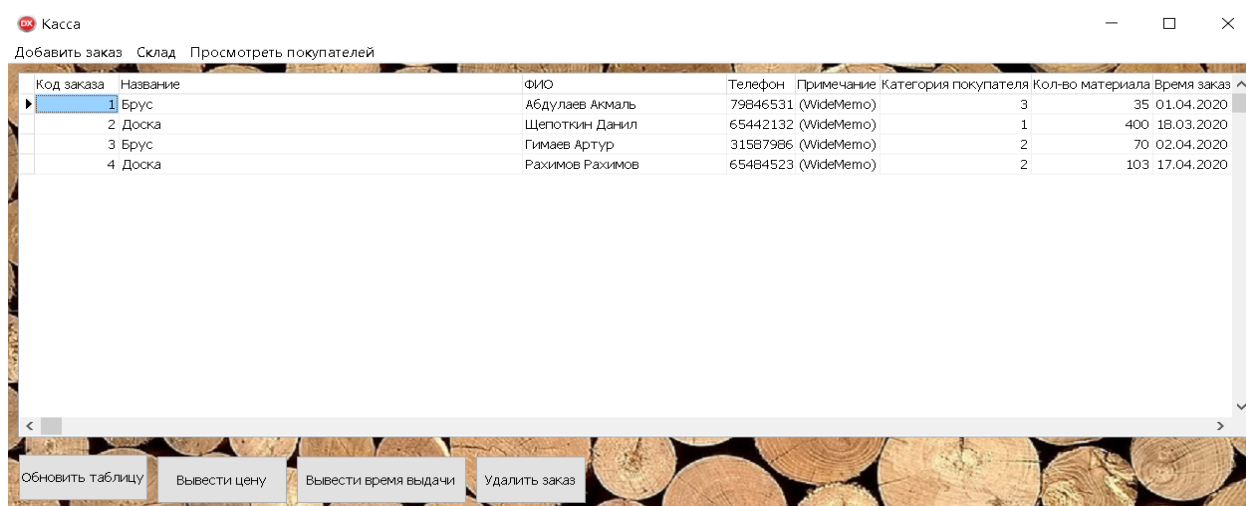 DX Касса
Добавить заказ Склад Просмотреть покупателей
Код заказа Название ФИО Телефон Примечание Категория покупателя Кол-во материала Время заказ
1 Брус Абдулаев Акмаль 79846531 (WideMemo) 3 35 01.04.2020
2 Доска Щепоткин Данил 65442132 (WideMemo) 1 400 18.03.2020
3 Брус Гимаев Артур 31587986 (WideMemo) 2 70 02.04.2020
4 Доска Рахимов Рахимов 65484523 (WideMemo) 2 103 17.04.2020
Обновить таблицу Вывести цену Вывести время выдачи Удалить заказ